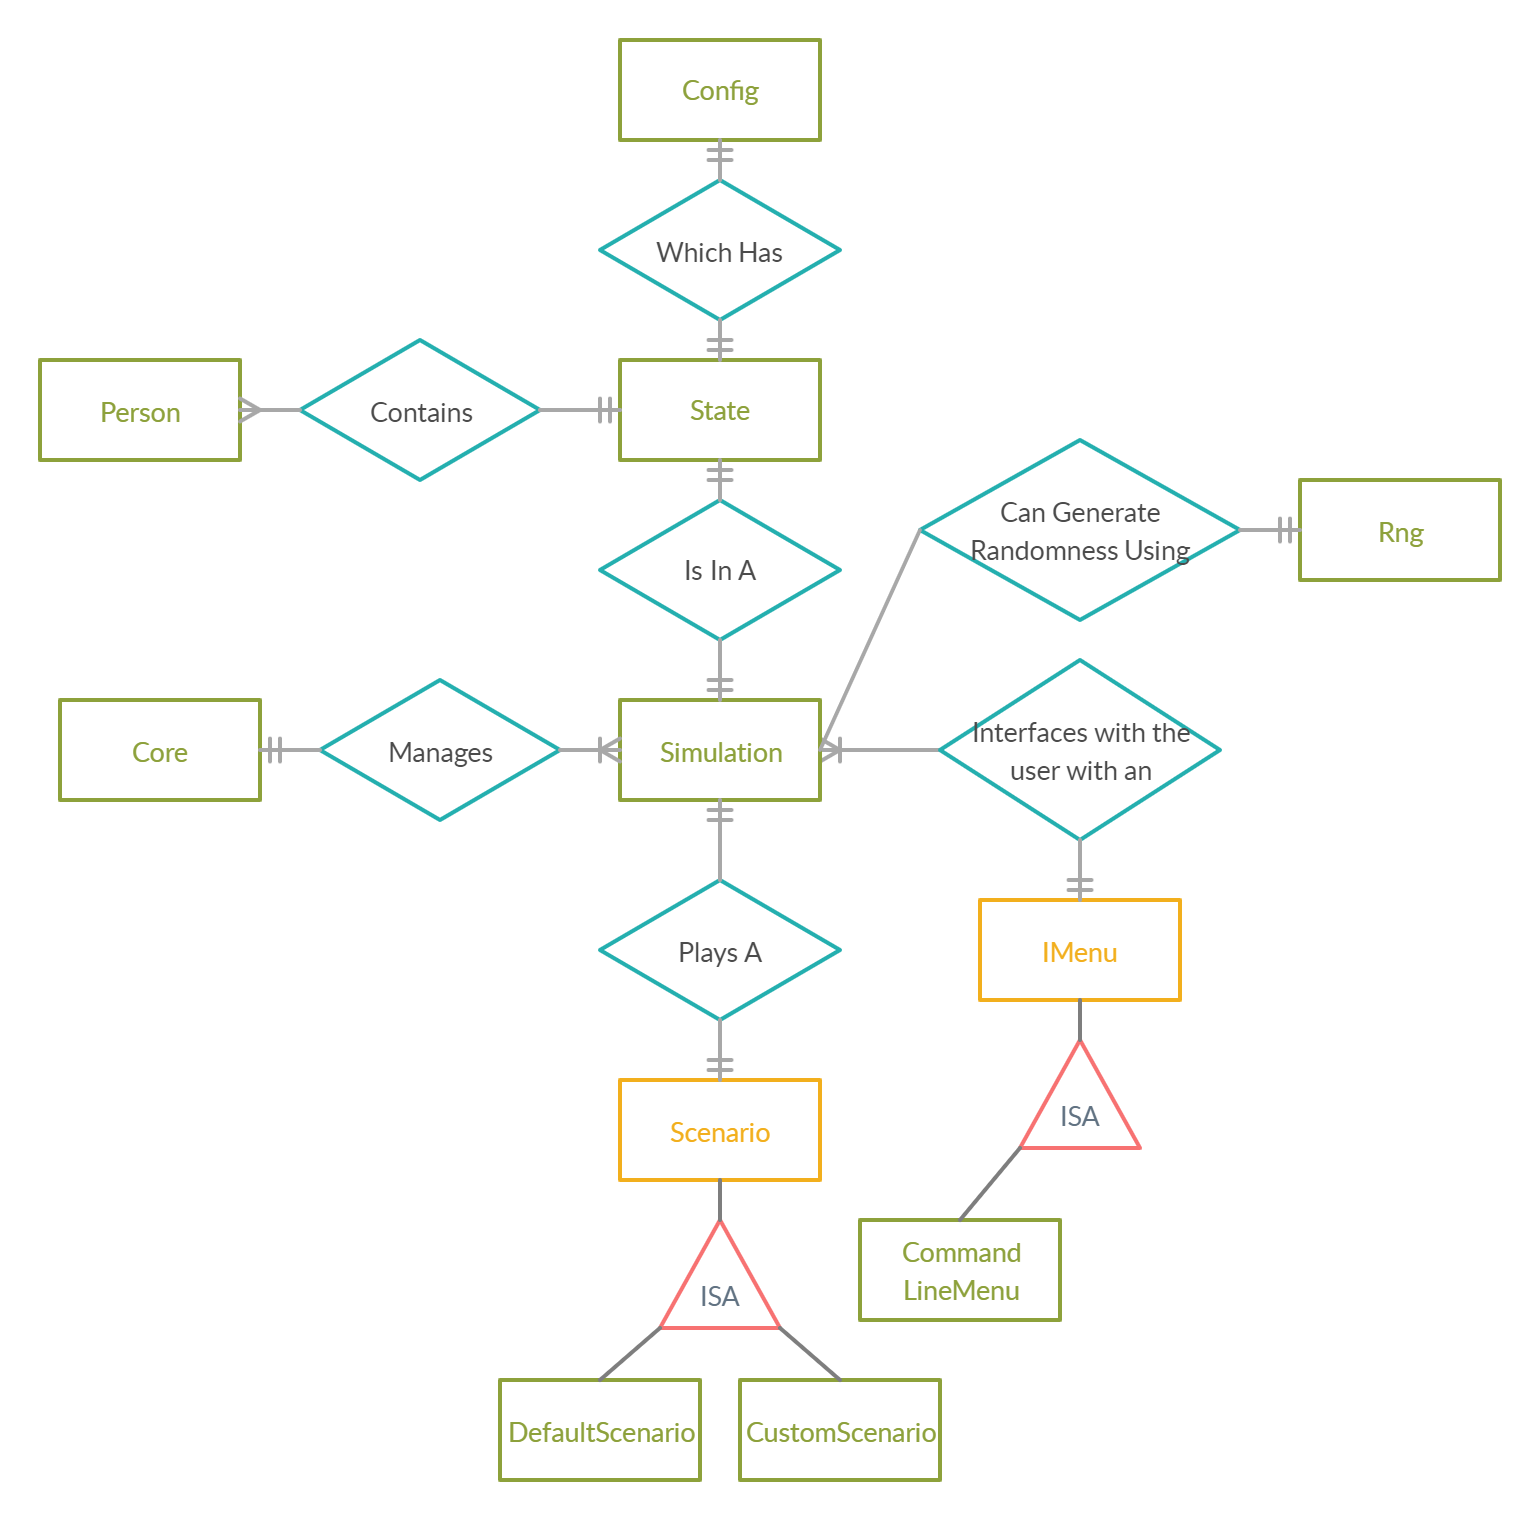 Config
Which Has
Person
Contains
State
Can Generate
Randomness Using
Rng
Is In A
Core
Manages
Simulation
Interfaces with the
user with an
Plays A
IMenu
ISA
Scenario
Command
LineMenu
ISA
DefaultScenario
CustomScenario